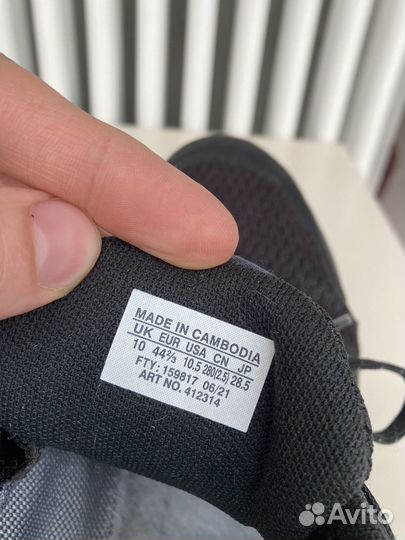 MADE IN CAMBODIA
UK EUR USA CN JP
10 44⅔ 10.5 280(2.5) 28.5
FTY: 159817 06/21
ART NO. 412314
Avito